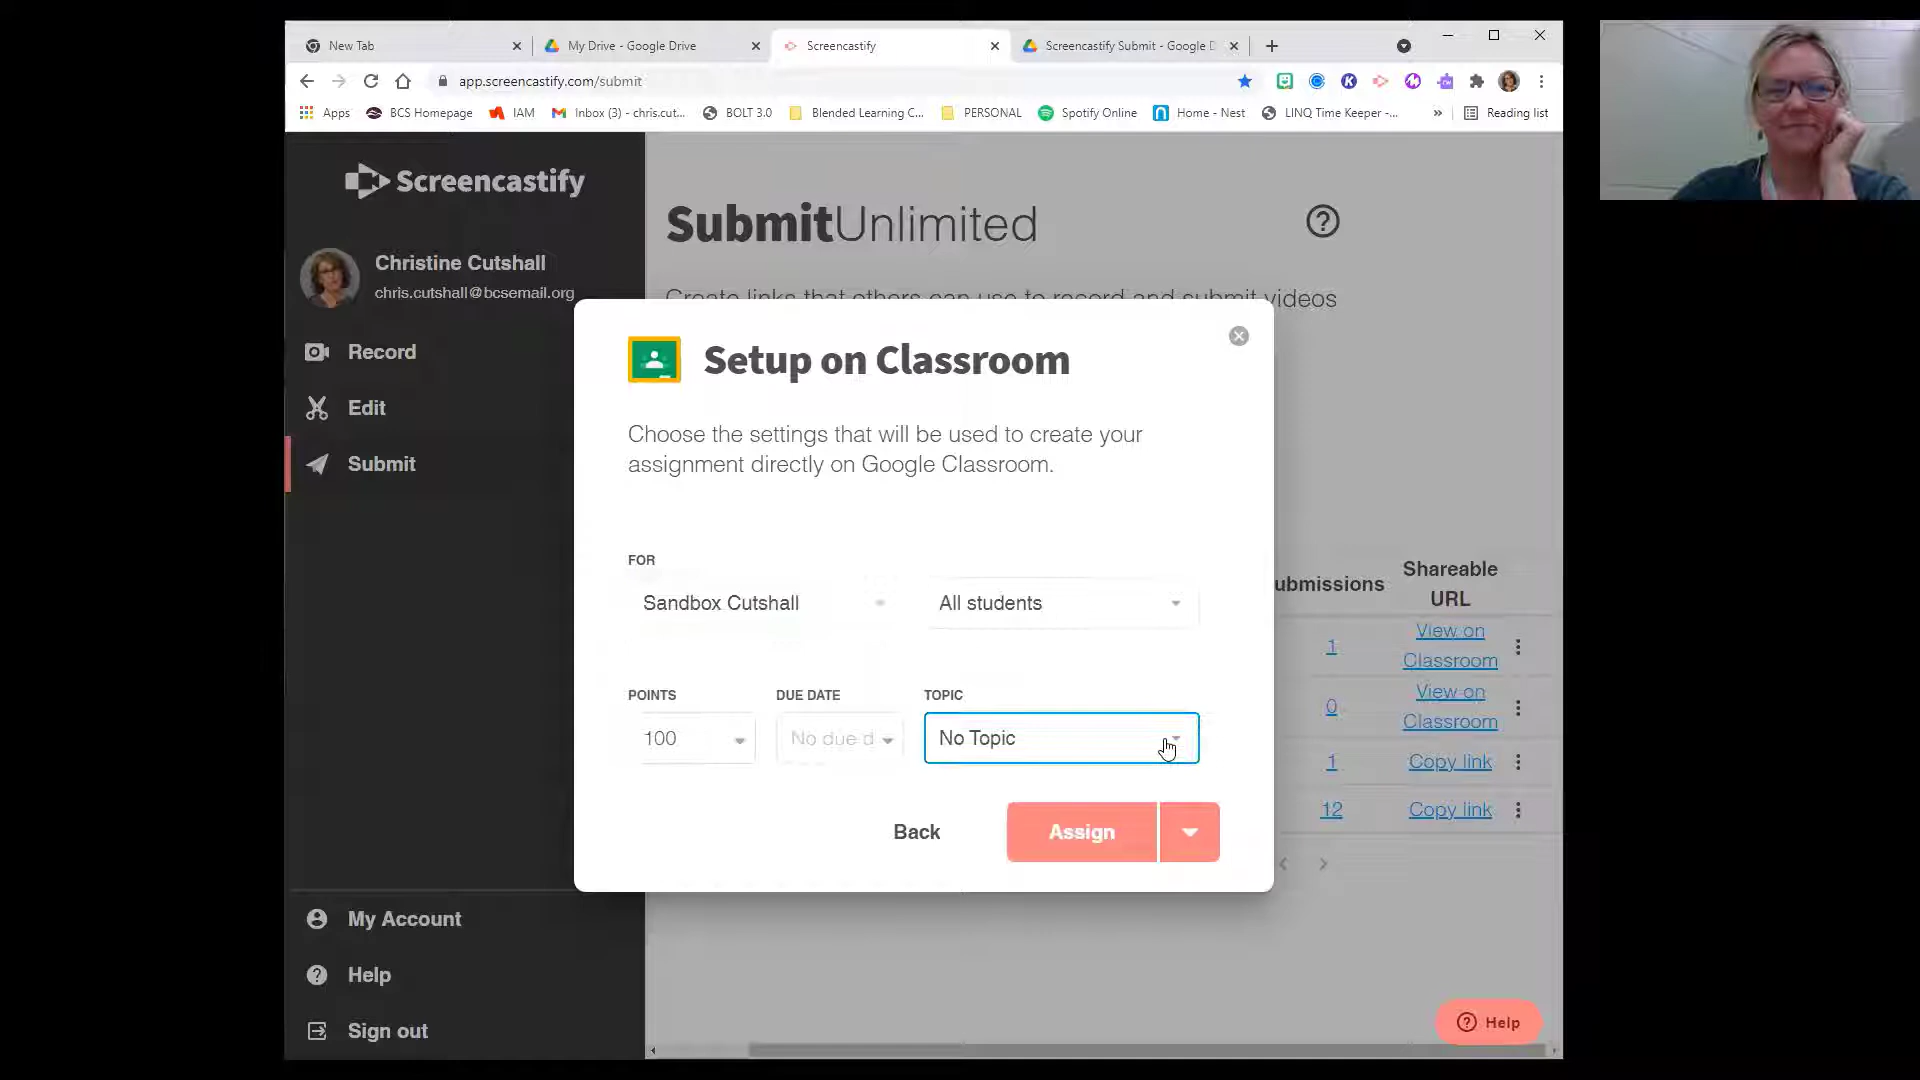 New Tab
My Drive - Google Drive
Screencastify
Screencastify Submit - Google D
app.screencastify.com/submit
Apps
BCS Homepage
IAM
Inbox (3) - chris.cut...
BOLT 3.0
Blended Learning C...
PERSONAL
Spotify Online
Home - Nest
LINQ Time Keeper -...
»
Reading list
Screencastify
Christine Cutshall
chris.cutshall@bcsemail.org
Record
Edit
Submit
My Account
Help
Sign out
SubmitUnlimited
Create links that others can use to record and submit videos
Setup on Classroom
Choose the settings that will be used to create your
assignment directly on Google Classroom.
FOR
Sandbox Cutshall
All students
POINTS
DUE DATE
TOPIC
100
No due d
No Topic
Back
Assign
ubmissions
Shareable
URL
1
View on
Classroom
0
View on
Classroom
1
Copy link
12
Copy link
Help